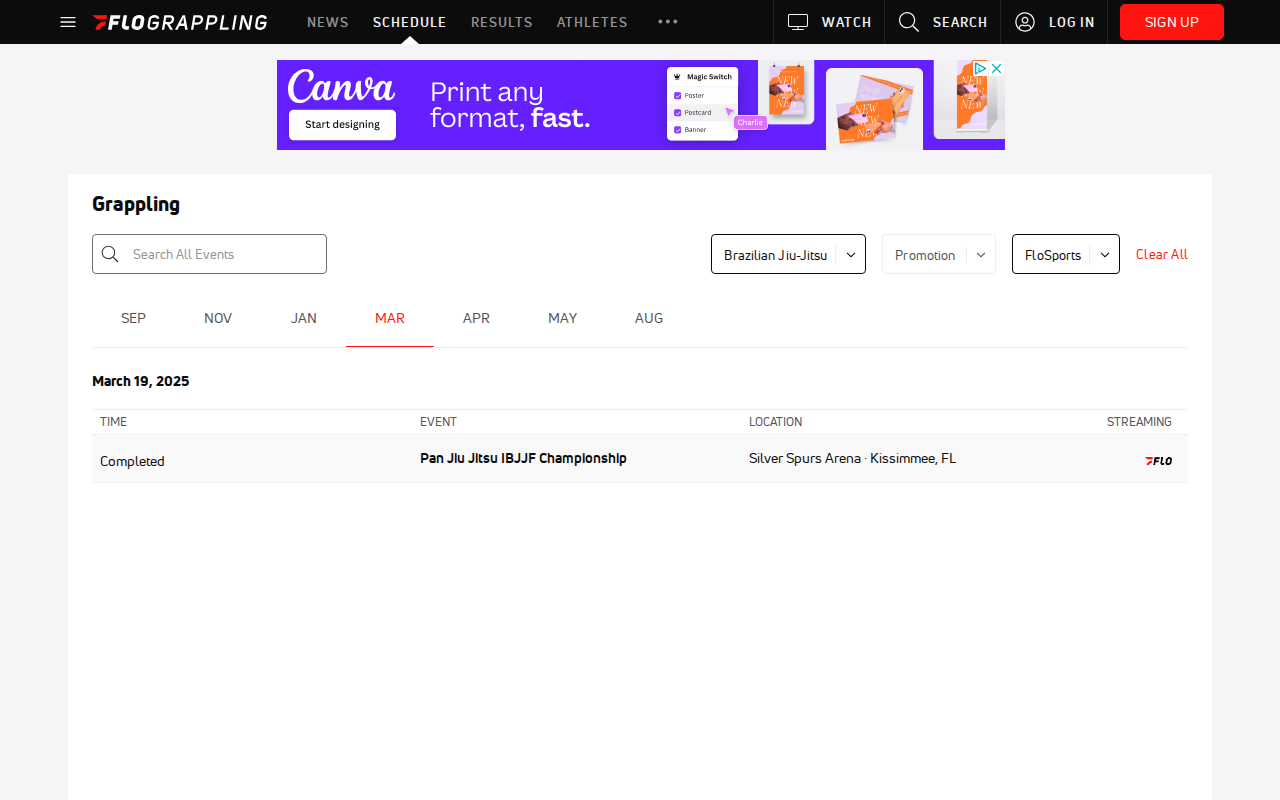 FLOGRAPPLING NEWS SCHEDULE RESULTS ATHLETES ••• WATCH SEARCH LOG IN SIGN UP
Canva
Start designing
Print any
format, fast.
Magic Switch
Poster
Postcard
Banner
Charlie
NEW
NEW
NEW
NEW
NEW
NEW
NEW
NEW
Grappling
Search All Events Brazilian Jiu-Jitsu Promotion FloSports Clear All
SEP NOV JAN MAR APR MAY AUG
March 19, 2025
TIME EVENT LOCATION STREAMING
Completed Pan Jiu Jitsu IBJJF Championship Silver Spurs Arena · Kissimmee, FL FLO